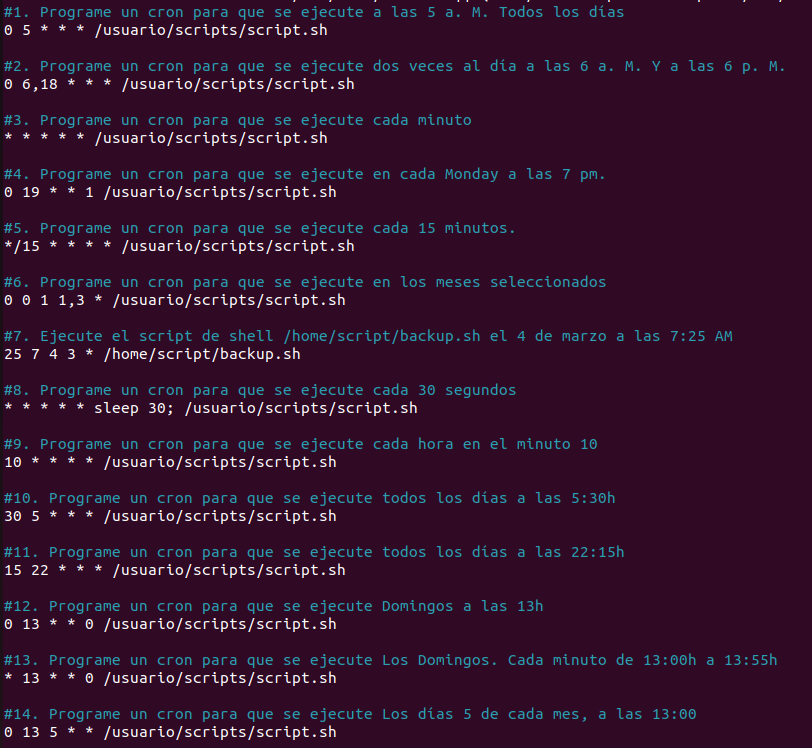 #1. Programe un cron para que se ejecute a las 5 a. M. Todos los días
0 5 * * * /usuario/scripts/script.sh
#2. Programe un cron para que se ejecute dos veces al día a las 6 a. M. Y a las 6 p. M.
0 6,18 * * * /usuario/scripts/script.sh
#3. Programe un cron para que se ejecute cada minuto
* * * * * /usuario/scripts/script.sh
#4. Programe un cron para que se ejecute en cada Monday a las 7 pm.
0 19 * * 1 /usuario/scripts/script.sh
#5. Programe un cron para que se ejecute cada 15 minutos.
*/15 * * * * /usuario/scripts/script.sh
#6. Programe un cron para que se ejecute en los meses seleccionados
0 0 1 1,3 * /usuario/scripts/script.sh
#7. Ejecute el script de shell /home/script/backup.sh el 4 de marzo a las 7:25 AM
25 7 4 3 * /home/script/backup.sh
#8. Programe un cron para que se ejecute cada 30 segundos
* * * * * sleep 30; /usuario/scripts/script.sh
#9. Programe un cron para que se ejecute cada hora en el minuto 10
10 * * * * /usuario/scripts/script.sh
#10. Programe un cron para que se ejecute todos los días a las 5:30h
30 5 * * * /usuario/scripts/script.sh
#11. Programe un cron para que se ejecute todos los días a las 22:15h
15 22 * * * /usuario/scripts/script.sh
#12. Programe un cron para que se ejecute Domingos a las 13h
0 13 * * 0 /usuario/scripts/script.sh
#13. Programe un cron para que se ejecute Los Domingos. Cada minuto de 13:00h a 13:55h
* 13 * * 0 /usuario/scripts/script.sh
#14. Programe un cron para que se ejecute Los días 5 de cada mes, a las 13:00
0 13 5 * * /usuario/scripts/script.sh